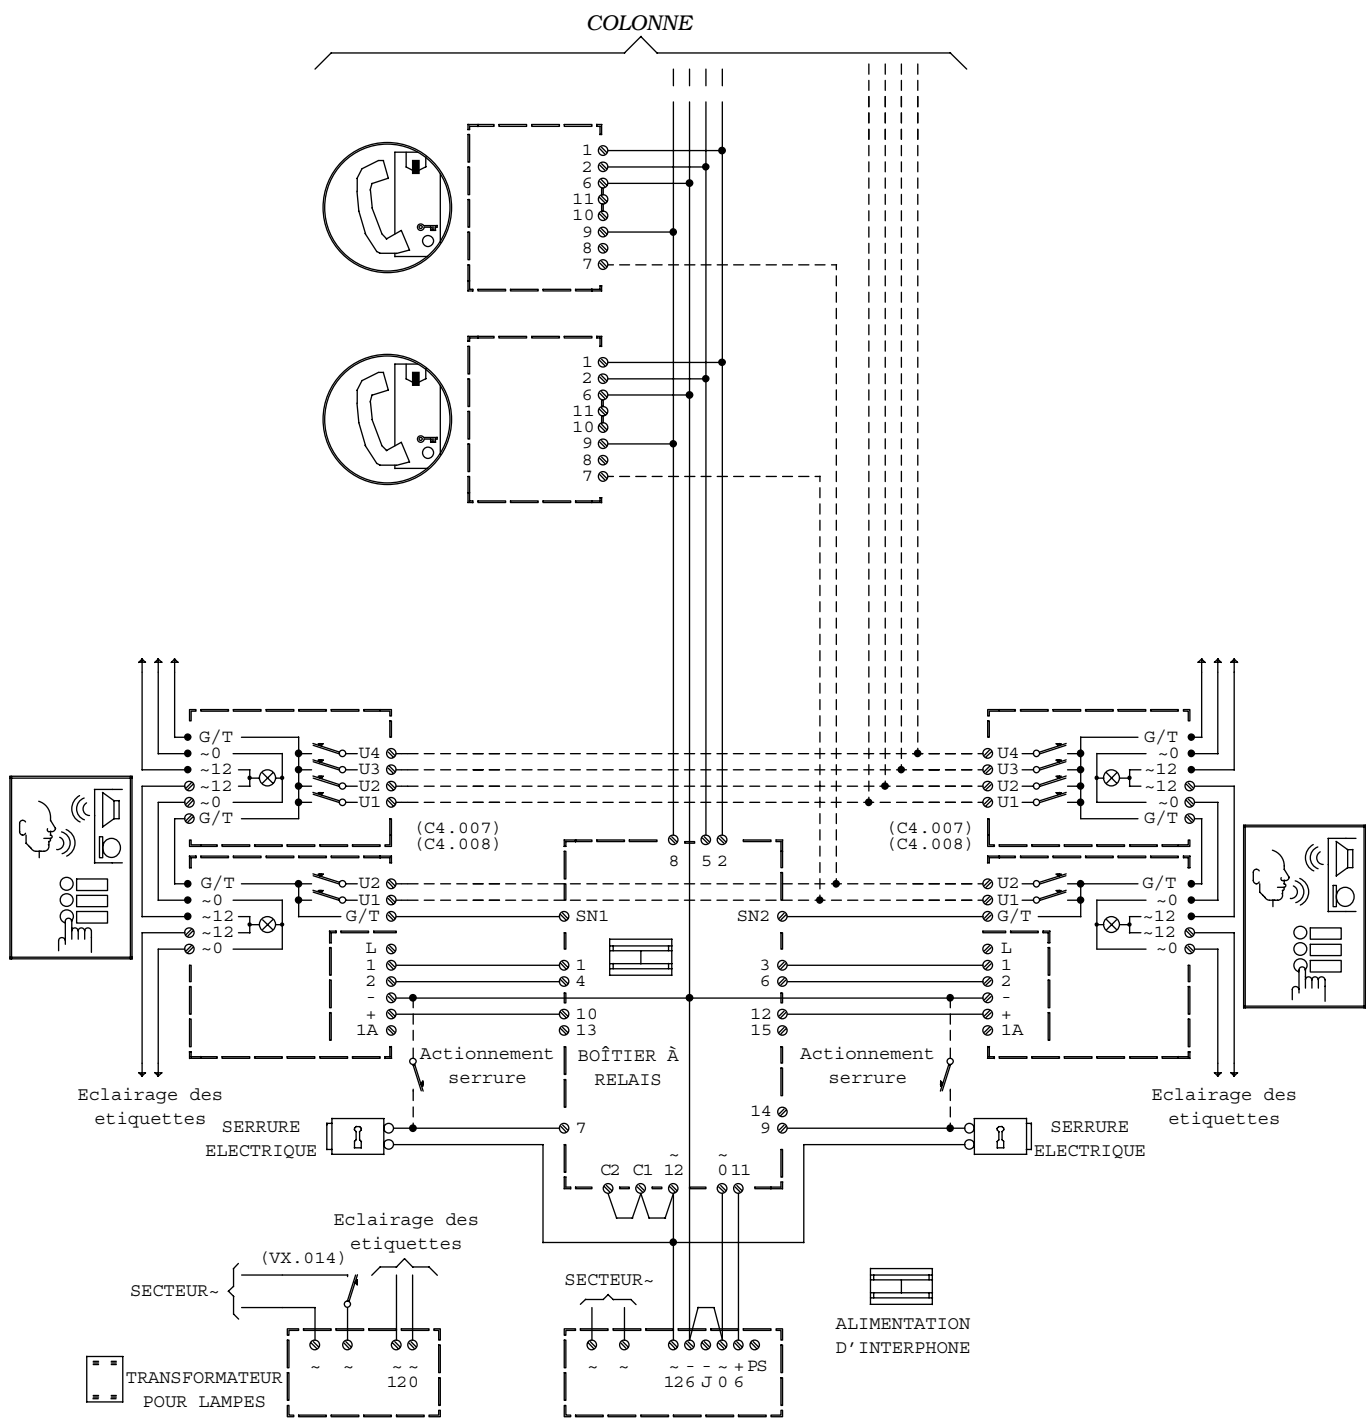 COLONNE
1
2
6
11
10
9
8
7
1
2
6
11
10
9
8
7
G/T
~0
~12
~12
~0
G/T
U4
U3
U2
U1
(C4.007)
(C4.008)
U4
U3
U2
U1
(C4.007)
(C4.008)
G/T
~0
~12
~12
~0
G/T
8 5 2
G/T
~0
~12
~12
~0
U2
U1
G/T
L
1
2
-
+
1A
SN1
1
4
10
13
SN2
3
6
12
15
U2
U1
G/T
L
1
2
-
+
1A
G/T
~0
~12
~12
~0
Actionnement
serrure
BOÎTIER À
RELAIS
Actionnement
serrure
Eclairage des
etiquettes
Eclairage des
etiquettes
SERRURE
ELECTRIQUE
7
14
9
SERRURE
ELECTRIQUE
~ ~
C2 C1 12 0 11
Eclairage des
etiquettes
(VX.014)
SECTEUR~
SECTEUR~
ALIMENTATION
D'INTERPHONE
~ ~ ~ ~
12 0
~ ~ ~ - - ~ + PS
12 6 J 0 6
TRANSFORMATEUR
POUR LAMPES